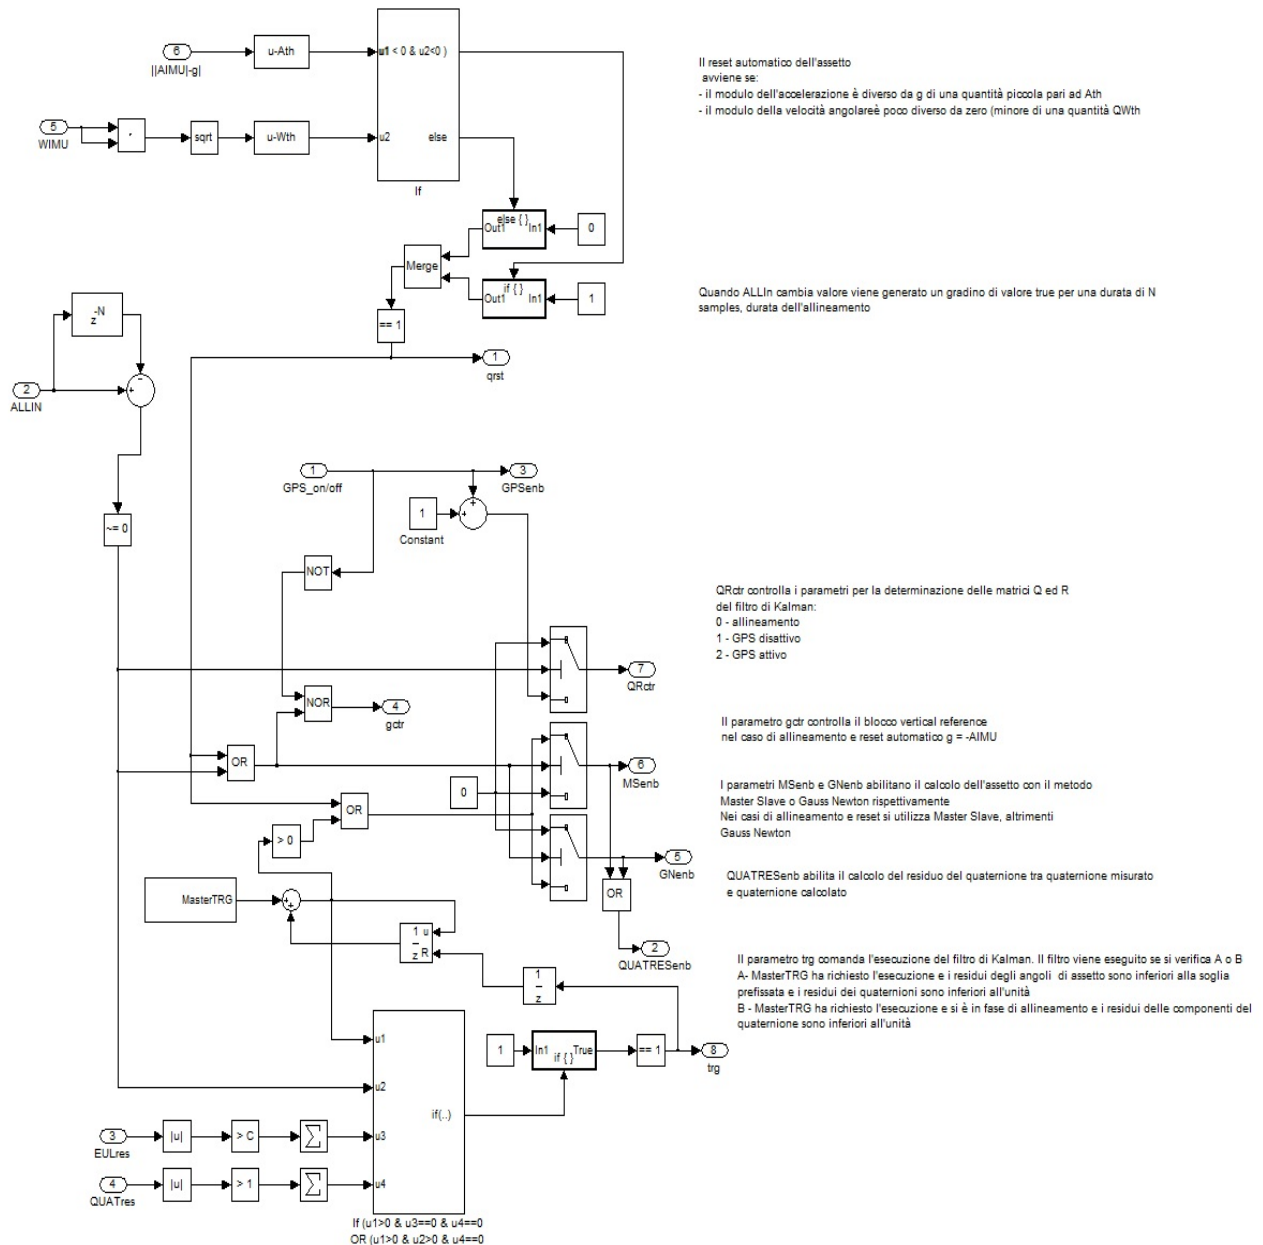 6
||AIMU|-g|
u-Ath
u1 < 0 & u2<0 )
5
WIMU
sqrt
u-Wth
u2
else
If
Il reset automatico dell'assetto
avviene se:
- il modulo dell'accelerazione è diverso da g di una quantità piccola pari ad Ath
- il modulo della velocità angolareè poco diverso da zero (minore di una quantità QWth
else { }
Out1
In1
0
Merge
if { }
Out1
In1
1
== 1
1
qrst
Quando ALLIn cambia valore viene generato un gradino di valore true per una durata di N
samples, durata dell'allineamento
-N
z
2
ALLIN
-
+
~= 0
1
GPS_on/off
3
GPSenb
1
Constant
+
+
NOT
QRctr controlla i parametri per la determinazione delle matrici Q ed R
del filtro di Kalman:
0 - allineamento
1 - GPS disattivo
2 - GPS attivo
7
QRctr
NOR
4
gctr
Il parametro gctr controlla il blocco vertical reference
nel caso di allineamento e reset automatico g = -AIMU
OR
6
MSenb
0
OR
I parametri MSenb e GNenb abilitano il calcolo dell'assetto con il metodo
Master Slave o Gauss Newton rispettivamente
Nei casi di allineamento e reset si utilizza Master Slave, altrimenti
Gauss Newton
> 0
5
GNenb
OR
QUATRESenb abilita il calcolo del residuo del quaternione tra quaternione misurato
e quaternione calcolato
MasterTRG
+
+
1 u
z R
2
QUATRESenb
1
z
Il parametro trg comanda l'esecuzione del filtro di Kalman. Il filtro viene eseguito se si verifica A o B
A- MasterTRG ha richiesto l'esecuzione e i residui degli angoli  di assetto sono inferiori alla soglia
prefissata e i residui dei quaternioni sono inferiori all'unità
B - MasterTRG ha richiesto l'esecuzione e si è in fase di allineamento e i residui delle componenti del
quaternione sono inferiori all'unità
u1
1
In1
if { }
True
== 1
8
trg
u2
if(..)
3
EULres
|u|
> C
∑
u3
4
QUATres
|u|
> 1
∑
u4
If (u1>0 & u3==0 & u4==0
OR (u1>0 & u2>0 & u4==0